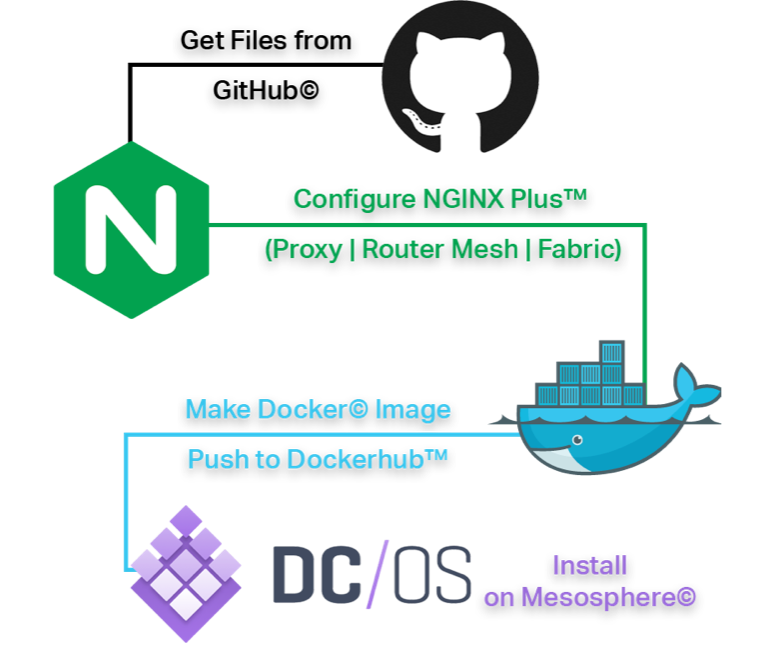 Get Files from
GitHub©
N
Configure NGINX Plus™
(Proxy | Router Mesh | Fabric)
Make Docker© Image
Push to Dockerhub™
DC/OS
Install
on Mesosphere©